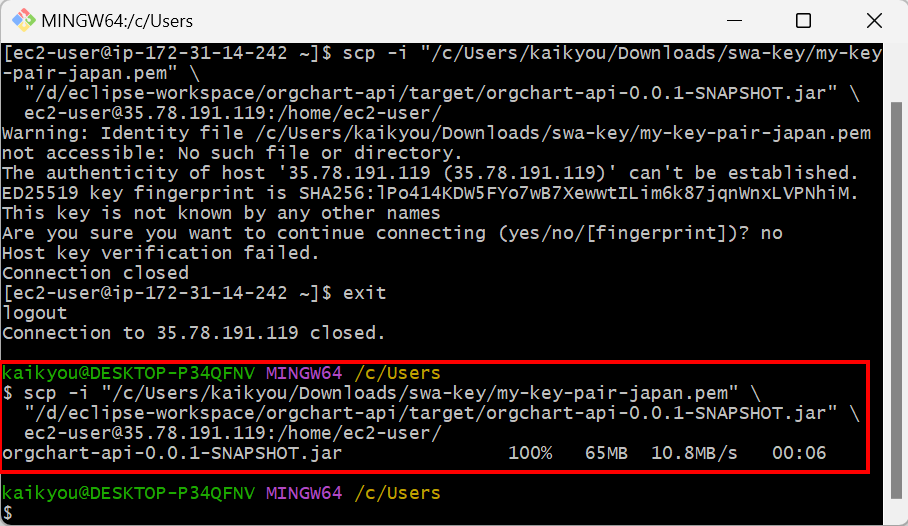 MINGW64:/c/Users
[ec2-user@ip-172-31-14-242 ~]$ scp -i "/c/Users/kaikyou/Downloads/swa-key/my-key
-pair-japan.pem" \
  "/d/eclipse-workspace/orgchart-api/target/orgchart-api-0.0.1-SNAPSHOT.jar" \
  ec2-user@35.78.191.119:/home/ec2-user/
Warning: Identity file /c/Users/kaikyou/Downloads/swa-key/my-key-pair-japan.pem
not accessible: No such file or directory.
The authenticity of host '35.78.191.119 (35.78.191.119)' can't be established.
ED25519 key fingerprint is SHA256:lPo414KDW5FYo7wB7XewwtILim6k87jqnWnxLVPNhiM.
This key is not known by any other names
Are you sure you want to continue connecting (yes/no/[fingerprint])? no
Host key verification failed.
Connection closed
[ec2-user@ip-172-31-14-242 ~]$ exit
logout
Connection to 35.78.191.119 closed.
kaikyou@DESKTOP-P34QFNV MINGW64 /c/Users
$ scp -i "/c/Users/kaikyou/Downloads/swa-key/my-key-pair-japan.pem" \
  "/d/eclipse-workspace/orgchart-api/target/orgchart-api-0.0.1-SNAPSHOT.jar" \
  ec2-user@35.78.191.119:/home/ec2-user/
orgchart-api-0.0.1-SNAPSHOT.jar                100%   65MB  10.8MB/s   00:06
kaikyou@DESKTOP-P34QFNV MINGW64 /c/Users
$